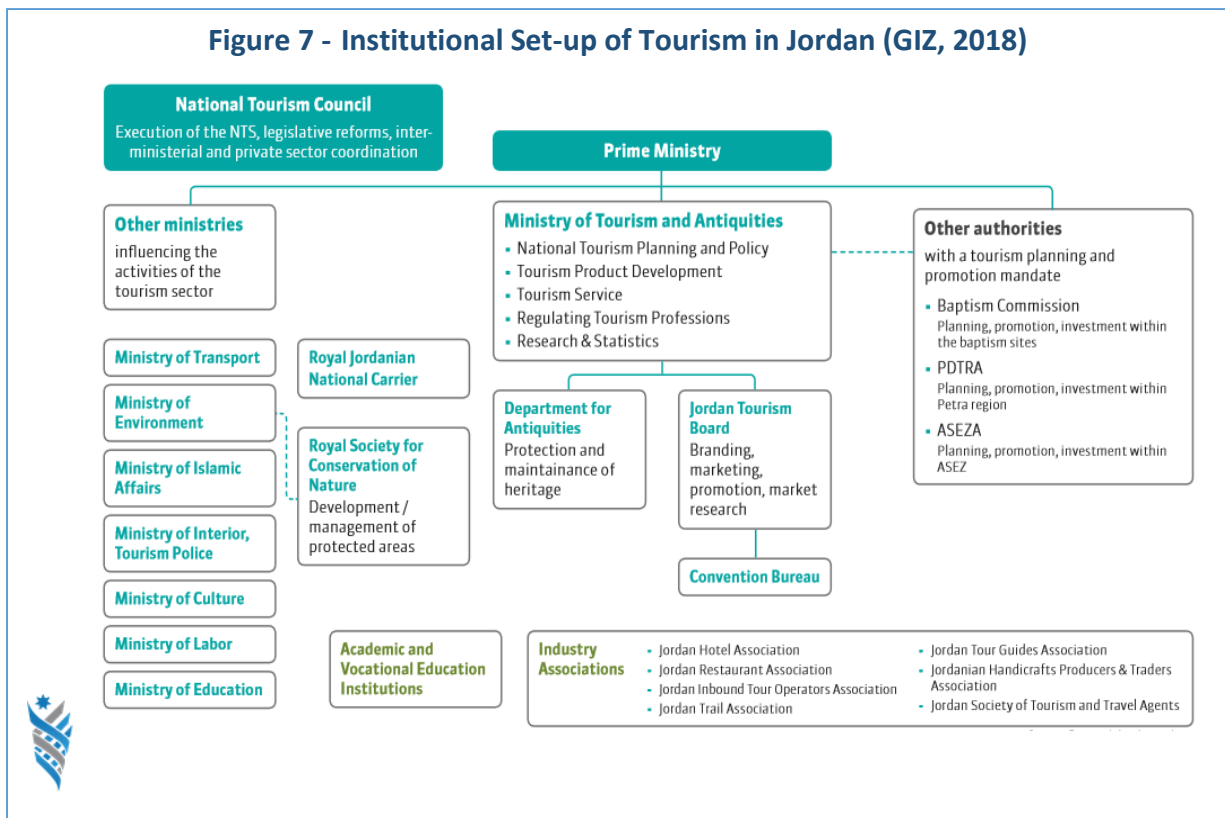 Figure 7 - Institutional Set-up of Tourism in Jordan (GIZ, 2018)
National Tourism Council
Execution of the NTS, legislative reforms, inter-
ministerial and private sector coordination
Prime Ministry
Other ministries
influencing the
activities of the
tourism sector
Ministry of Tourism and Antiquities
▪ National Tourism Planning and Policy
▪ Tourism Product Development
▪ Tourism Service
▪ Regulating Tourism Professions
▪ Research & Statistics
Other authorities
with a tourism planning and
promotion mandate
▪ Baptism Commission
Planning, promotion, investment within
the baptism sites
▪ PDTRA
Planning, promotion, investment within
Petra region
▪ ASEZA
Planning, promotion, investment within
ASEZ
Ministry of Transport
Ministry of
Environment
Ministry of Islamic
Affairs
Ministry of Interior,
Tourism Police
Ministry of Culture
Ministry of Labor
Ministry of Education
Royal Jordanian
National Carrier
Royal Society for
Conservation of
Nature
Development /
management of
protected areas
Department for
Antiquities
Protection and
maintainance of
heritage
Jordan Tourism
Board
Branding,
marketing,
promotion, market
research
Convention Bureau
Academic and
Vocational Education
Institutions
Industry
Associations
▪ Jordan Hotel Association
▪ Jordan Restaurant Association
▪ Jordan Inbound Tour Operators Association
▪ Jordan Trail Association
▪ Jordan Tour Guides Association
▪ Jordanian Handicrafts Producers & Traders
Association
▪ Jordan Society of Tourism and Travel Agents